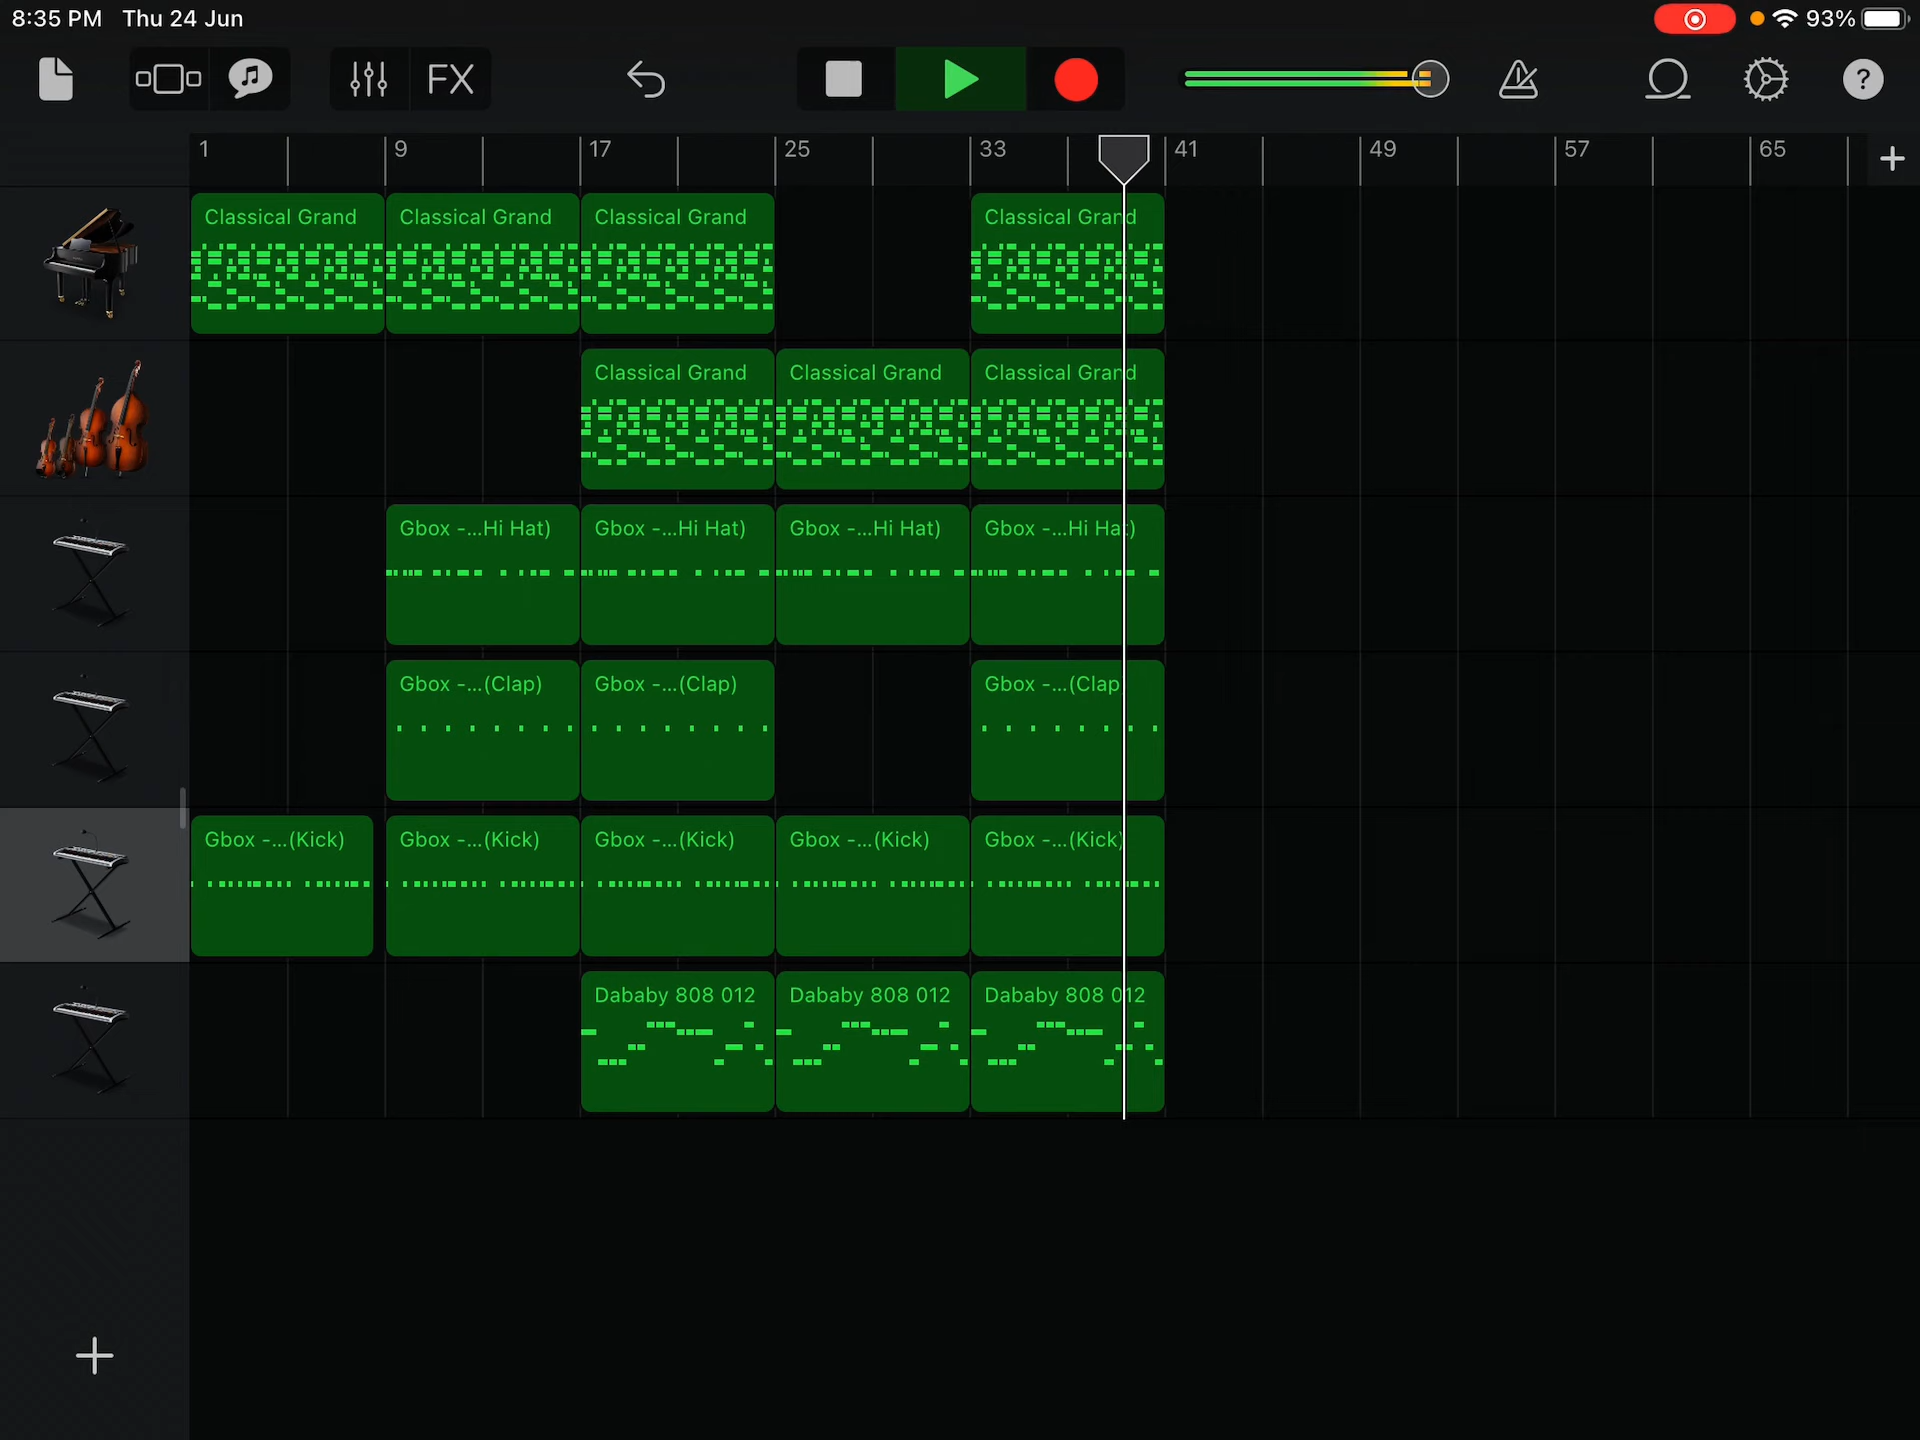 8:35 PM Thu 24 Jun 93%
FX ?
1 9 17 25 33 41 49 57 65
Classical Grand Classical Grand Classical Grand Classical Grand
Classical Grand Classical Grand Classical Grand
Gbox -...Hi Hat) Gbox -...Hi Hat) Gbox -...Hi Hat) Gbox -...Hi Hat)
Gbox -...(Clap) Gbox -...(Clap) Gbox -...(Clap
Gbox -...(Kick) Gbox -...(Kick) Gbox -...(Kick) Gbox -...(Kick) Gbox -...(Kick)
Dababy 808 012 Dababy 808 012 Dababy 808 012